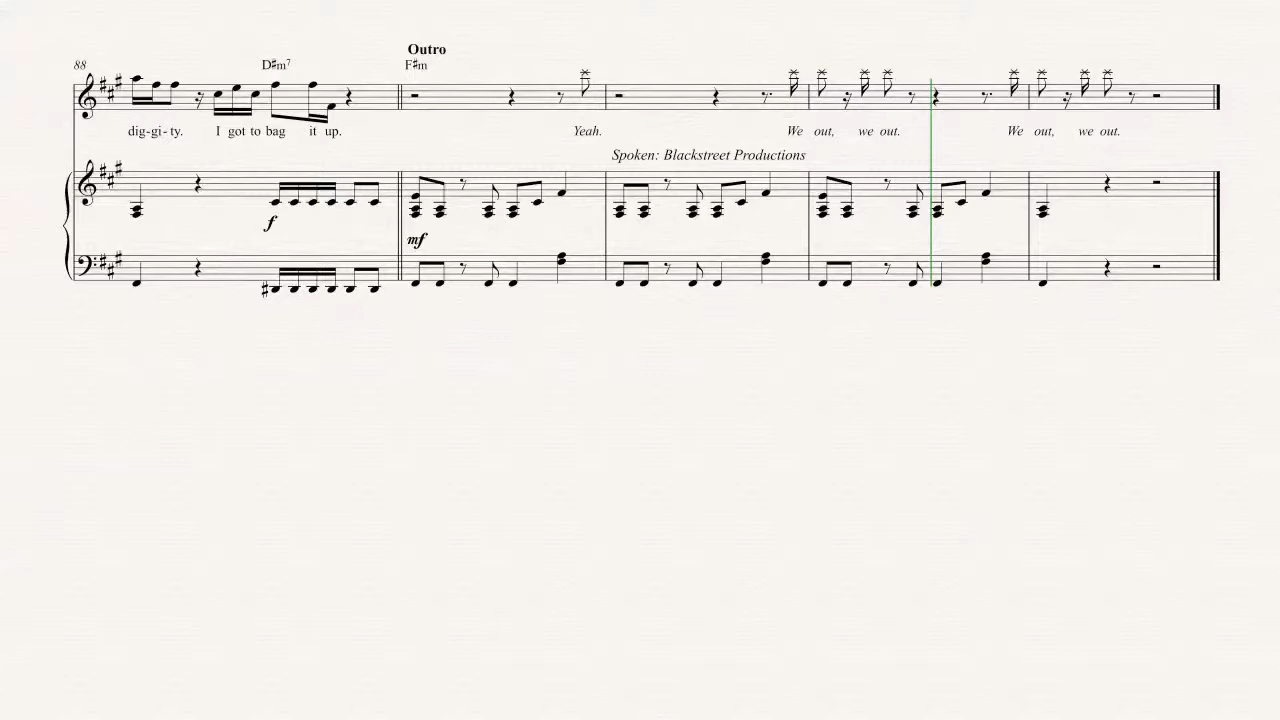 Outro
88 D♯m7 F♯m
dig-gi-ty. I got to bag it up. Yeah. We out, we out. We out, we out.
Spoken: Blackstreet Productions
f
mf